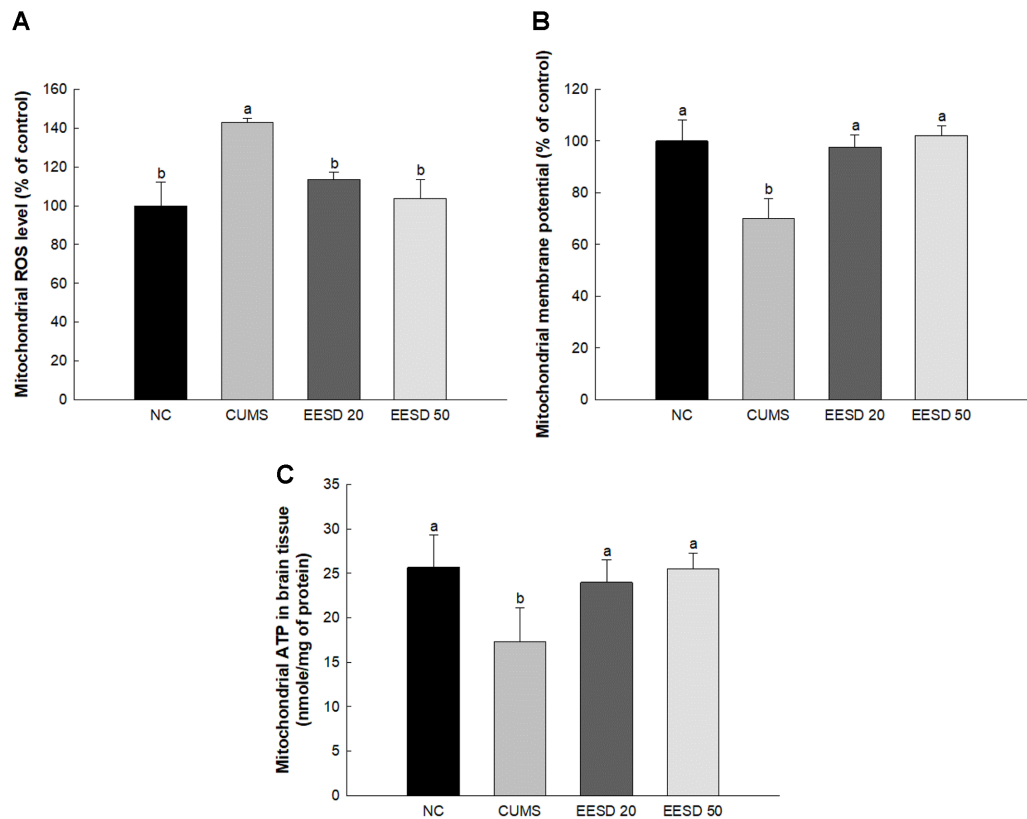 A
Mitochondrial ROS level (% of control)
160
140
120
100
80
60
40
20
0
b
a
b
b
NC CUMS EESD 20 EESD 50
B
Mitochondrial membrane potential (% of control)
120
100
80
60
40
20
0
a
b
a
a
NC CUMS EESD 20 EESD 50
C
Mitochondrial ATP in brain tissue
(nmole/mg of protein)
35
30
25
20
15
10
5
0
a
b
a
a
NC CUMS EESD 20 EESD 50